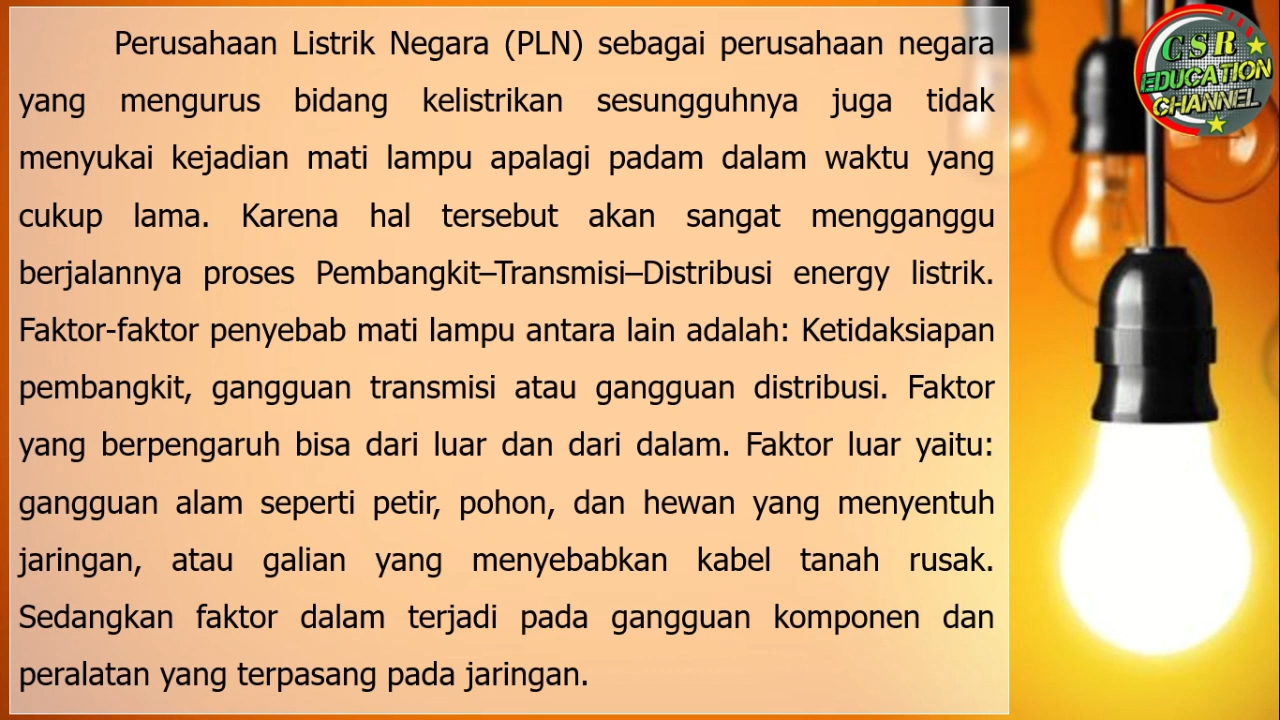 Perusahaan Listrik Negara (PLN) sebagai perusahaan negara
yang mengurus bidang kelistrikan sesungguhnya juga tidak
menyukai kejadian mati lampu apalagi padam dalam waktu yang
cukup lama. Karena hal tersebut akan sangat mengganggu
berjalannya proses Pembangkit–Transmisi–Distribusi energy listrik.
Faktor-faktor penyebab mati lampu antara lain adalah: Ketidaksiapan
pembangkit, gangguan transmisi atau gangguan distribusi. Faktor
yang berpengaruh bisa dari luar dan dari dalam. Faktor luar yaitu:
gangguan alam seperti petir, pohon, dan hewan yang menyentuh
jaringan, atau galian yang menyebabkan kabel tanah rusak.
Sedangkan faktor dalam terjadi pada gangguan komponen dan
peralatan yang terpasang pada jaringan.
CSR
EDUCATION
CHANNEL